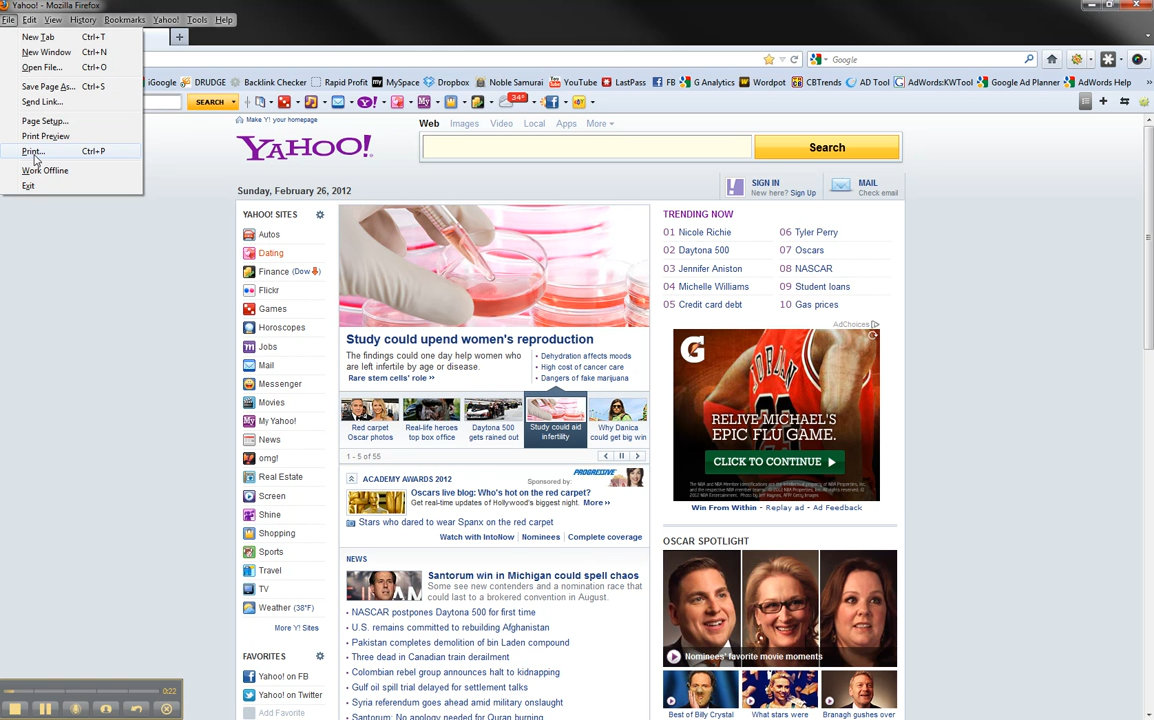 Yahoo! - Mozilla Firefox
File Edit View History Bookmarks Yahoo! Tools Help
New Tab Ctrl+T
New Window Ctrl+N
Open File... Ctrl+O
Save Page As... Ctrl+S
Send Link...
Page Setup...
Print Preview
Print... Ctrl+P
Work Offline
Exit
Google
iGoogle DRUDGE Backlink Checker Rapid Profit MySpace Dropbox Noble Samurai YouTube LastPass FB G Analytics Wordpot CBTrends AD Tool AdWords:KWTool Google Ad Planner AdWords Help
SEARCH
34°
Make Y! your homepage
Web Images Video Local Apps More
YAHOO!
Search
Sunday, February 26, 2012
SIGN IN
New here? Sign Up
MAIL
Check email
YAHOO! SITES
Autos
Dating
Finance (Dow)
Flickr
Games
Horoscopes
Jobs
Mail
Messenger
Movies
My Yahoo!
News
omg!
Real Estate
Screen
Shine
Shopping
Sports
Travel
TV
Weather (38°F)
More Y! Sites
FAVORITES
Yahoo! on FB
Yahoo! on Twitter
Add Favorite
Study could upend women's reproduction
The findings could one day help women who
are left infertile by age or disease.
Rare stem cells' role ››
• Dehydration affects moods
• High cost of cancer care
• Dangers of fake marijuana
Red carpet
Oscar photos
Real-life heroes
top box office
Daytona 500
gets rained out
Study could aid
infertility
Why Danica
could get big win
1 - 5 of 55
ACADEMY AWARDS 2012
Sponsored by:
PROGRESSIVE
Oscars live blog: Who's hot on the red carpet?
Get real-time updates of Hollywood's biggest night. More ››
Stars who dared to wear Spanx on the red carpet
Watch with IntoNow Nominees Complete coverage
NEWS
Santorum win in Michigan could spell chaos
Some see new contenders and a nomination race that
could last to a brokered convention in August.
• NASCAR postpones Daytona 500 for first time
• U.S. remains committed to rebuilding Afghanistan
• Pakistan completes demolition of bin Laden compound
• Three dead in Canadian train derailment
• Colombian rebel group announces halt to kidnapping
• Gulf oil spill trial delayed for settlement talks
• Syria referendum goes ahead amid military onslaught
• Santorum: No apology needed for Quran burning
TRENDING NOW
01 Nicole Richie
02 Daytona 500
03 Jennifer Aniston
04 Michelle Williams
05 Credit card debt
06 Tyler Perry
07 Oscars
08 NASCAR
09 Student loans
10 Gas prices
AdChoices
G
JORDAN
RELIVE MICHAEL'S
EPIC FLU GAME.
CLICK TO CONTINUE
Win From Within - Replay ad - Ad Feedback
OSCAR SPOTLIGHT
Nominees' favorite movie moments
Best of Billy Crystal
What stars were
Branagh gushes over
0:22